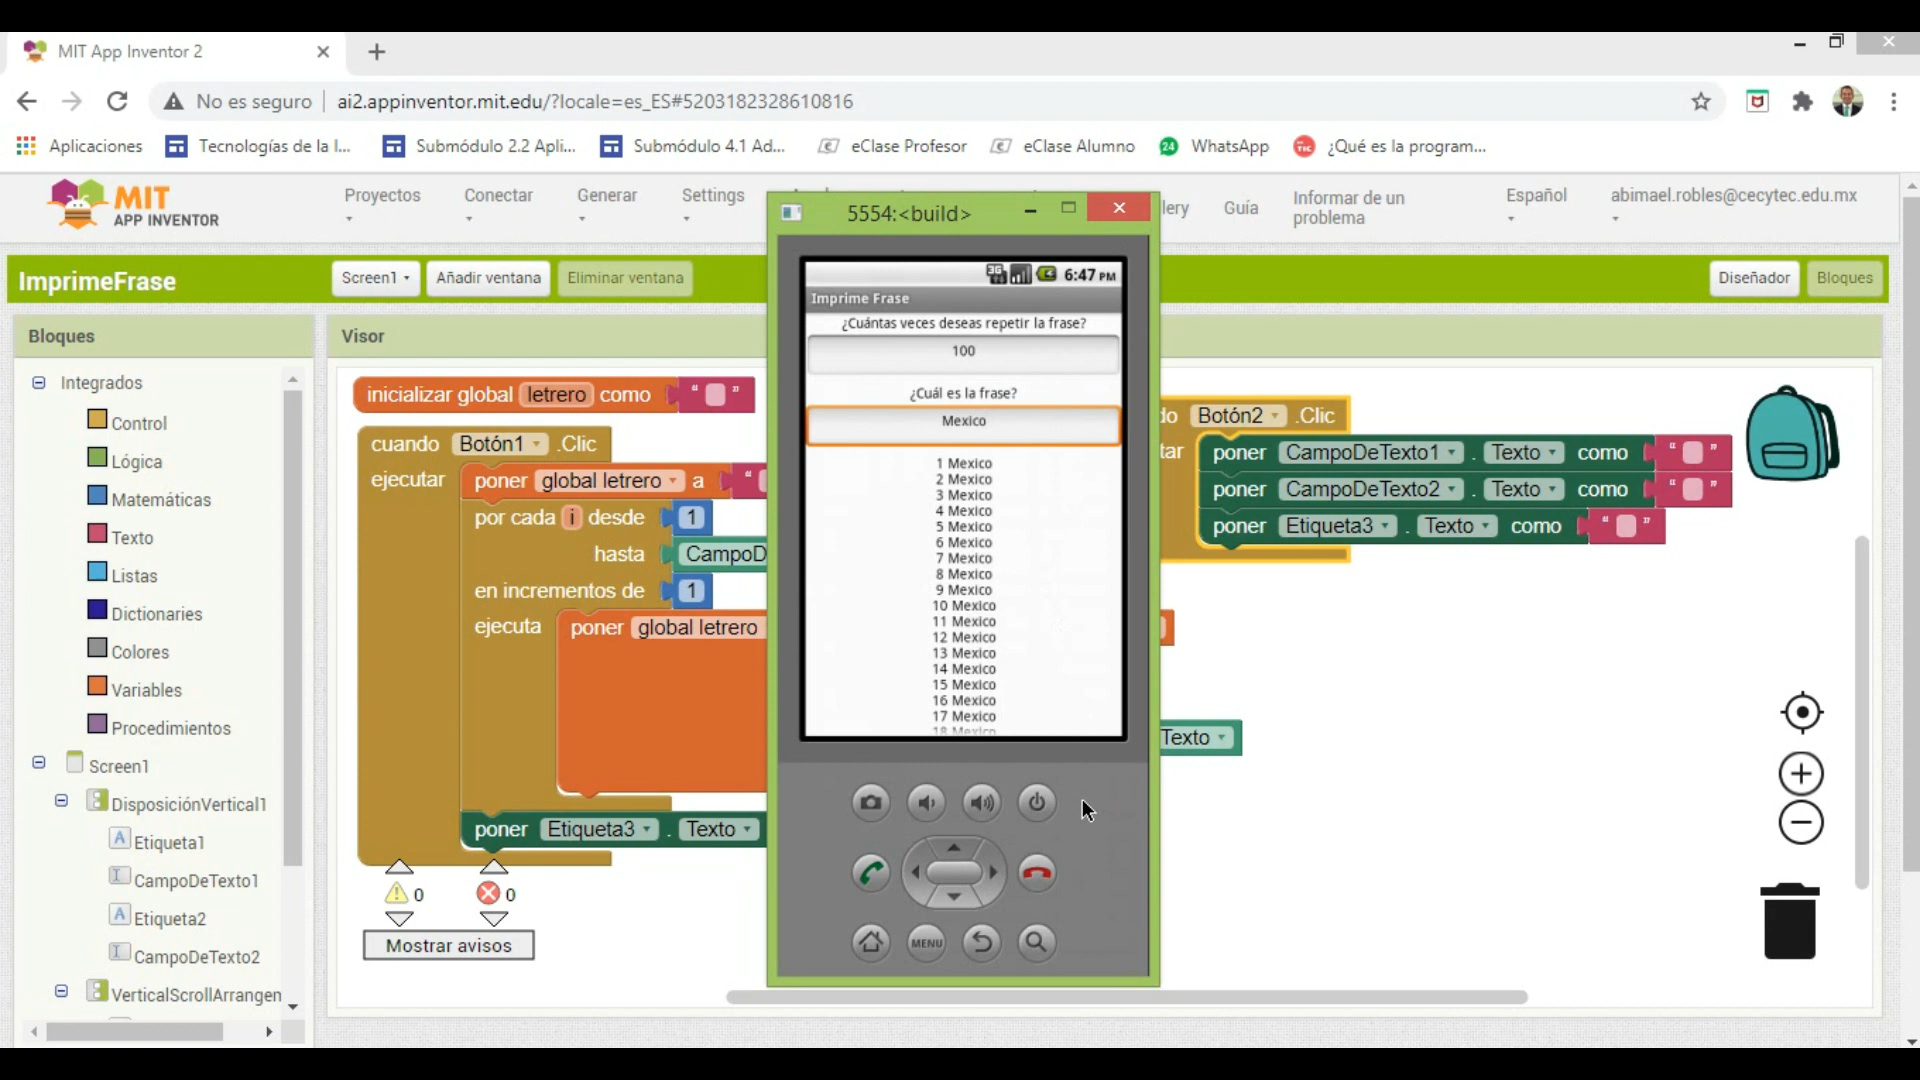 MIT App Inventor 2
No es seguro
ai2.appinventor.mit.edu/?locale=es_ES#5203182328610816
Aplicaciones
Tecnologías de la I...
Submódulo 2.2 Apli...
Submódulo 4.1 Ad...
eClase Profesor
eClase Alumno
24
WhatsApp
¿Qué es la program...
MIT
APP INVENTOR
Proyectos
Conectar
Generar
Settings
lery
Guía
Informar de un
problema
Español
abimael.robles@cecytec.edu.mx
ImprimeFrase
Screen1
Añadir ventana
Eliminar ventana
Diseñador
Bloques
Bloques
Integrados
Control
Lógica
Matemáticas
Texto
Listas
Dictionaries
Colores
Variables
Procedimientos
Screen1
DisposiciónVertical1
Etiqueta1
CampoDeTexto1
Etiqueta2
CampoDeTexto2
VerticalScrollArrangen
Visor
inicializar global letrero como " "
cuando Botón1 .Clic
ejecutar poner global letrero a "
por cada i desde 1
hasta CampoD
en incrementos de 1
ejecuta poner global letrero
poner Etiqueta3 . Texto
0
0
Mostrar avisos
5554:<build>
3G
6:47 PM
Imprime Frase
¿Cuántas veces deseas repetir la frase?
100
¿Cuál es la frase?
Mexico
1 Mexico
2 Mexico
3 Mexico
4 Mexico
5 Mexico
6 Mexico
7 Mexico
8 Mexico
9 Mexico
10 Mexico
11 Mexico
12 Mexico
13 Mexico
14 Mexico
15 Mexico
16 Mexico
17 Mexico
18 Mexico
MENU
do Botón2 .Clic
tar poner CampoDeTexto1 . Texto como " "
poner CampoDeTexto2 . Texto como " "
poner Etiqueta3 . Texto como " "
Texto